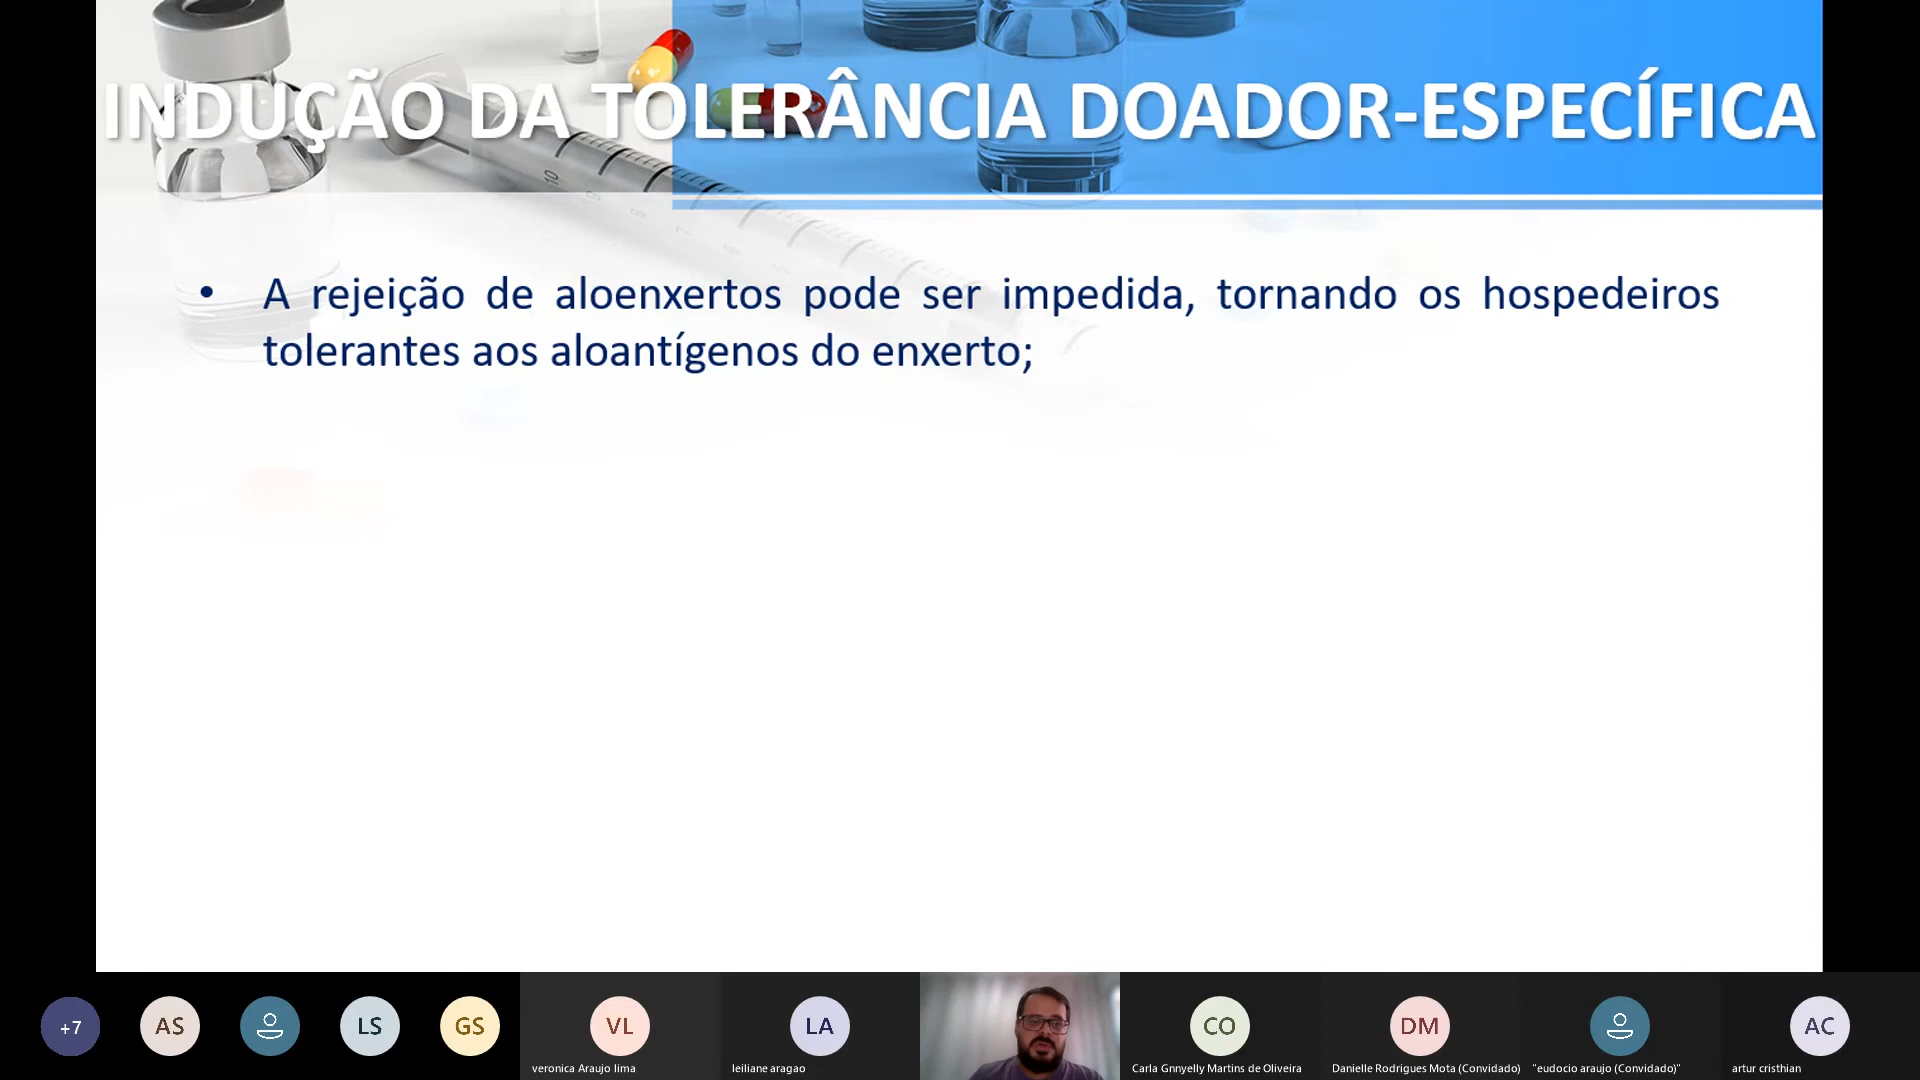 INDUÇÃO DA TOLERÂNCIA DOADOR-ESPECÍFICA
• A rejeição de aloenxertos pode ser impedida, tornando os hospedeiros
tolerantes aos aloantígenos do enxerto;
10
+7
AS
LS
GS
VL
LA
CO
DM
AC
veronica Araujo lima
leiliane aragao
Carla Gnnyelly Martins de Oliveira
Danielle Rodrigues Mota (Convidado)
"eudocio araujo (Convidado)"
artur cristhian